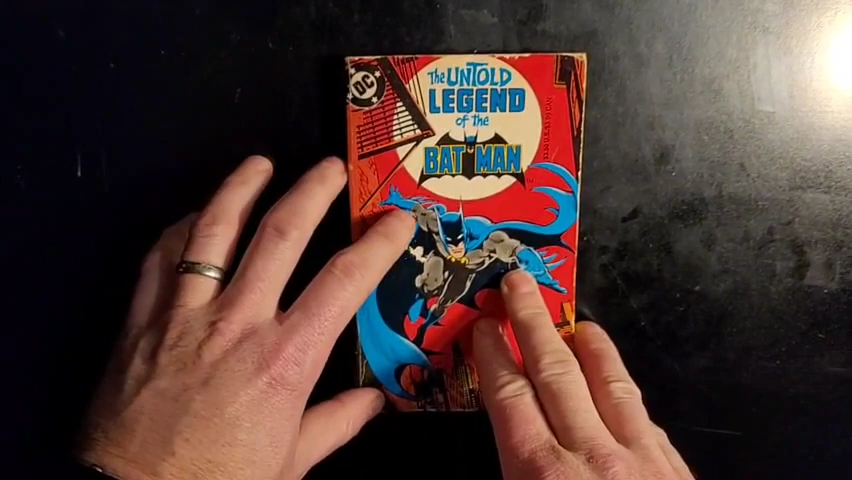 DC
The UNTOLD
LEGEND
of the
BATMAN